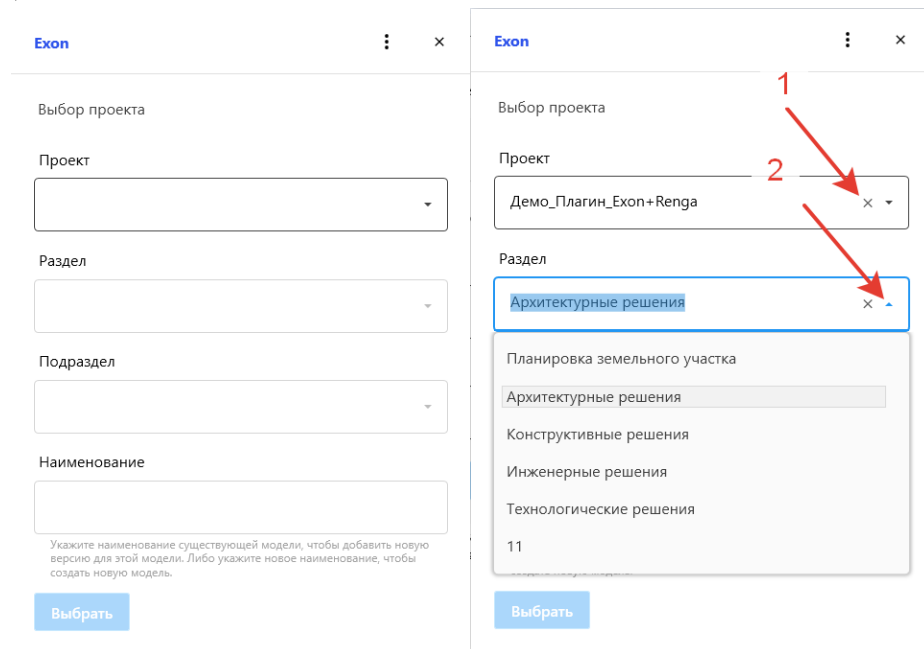 Exon
Выбор проекта
Проект
Раздел
Подраздел
Наименование
Укажите наименование существующей модели, чтобы добавить новую
версию для этой модели. Либо укажите новое наименование, чтобы
создать новую модель.
Выбрать
Exon
1
Выбор проекта
Проект
2
Демо_Плагин_Exon+Renga
Раздел
Архитектурные решения
Планировка земельного участка
Архитектурные решения
Конструктивные решения
Инженерные решения
Технологические решения
11
Выбрать